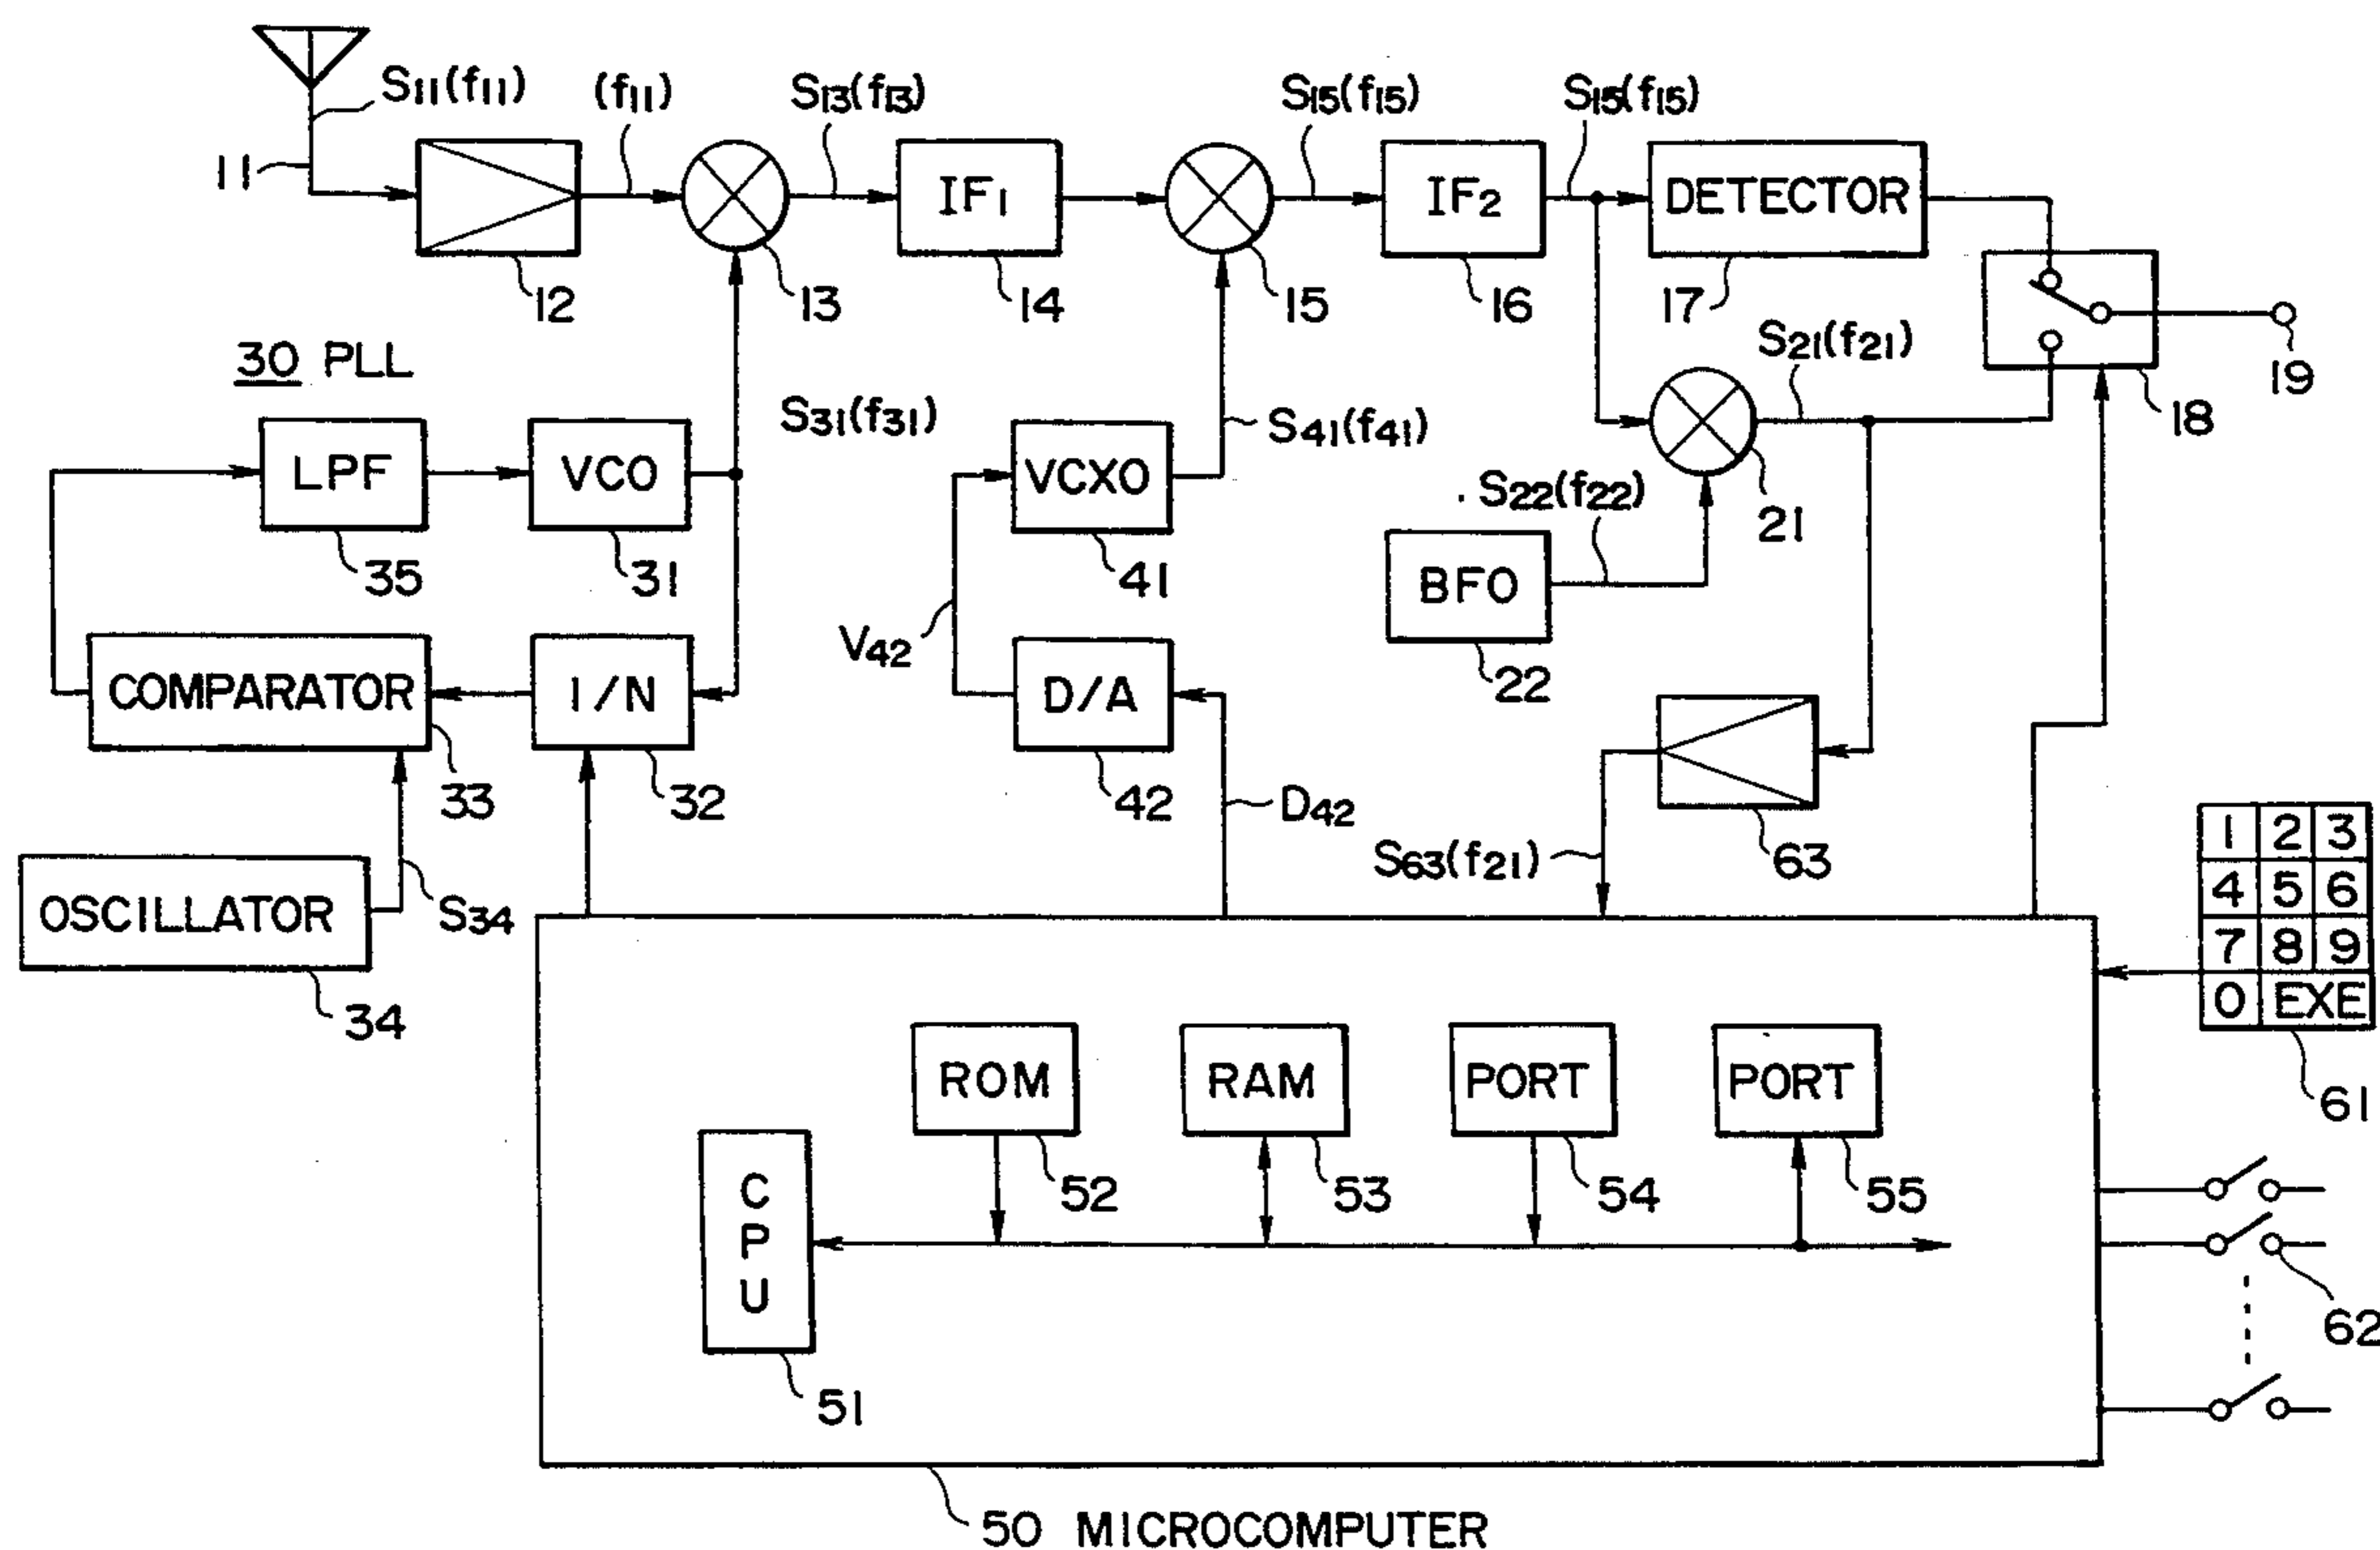 S11(f11) (f11) S13(f13) S15(f15) S15(f15)
11 IF1 IF2 DETECTOR
12 13 14 15 16 17
30 PLL S21(f21) 19
S31(f31) S41(f41) 18
LPF VCO VCXO S22(f22)
21
35 31 41 BFO
V42
COMPARATOR 1/N D/A 22
33 32 42 D42 S63(f21) 63
OSCILLATOR S34
34
1 2 3
4 5 6
7 8 9
0 EXE
61
ROM RAM PORT PORT
CPU 52 53 54 55
62
51
50 MICROCOMPUTER